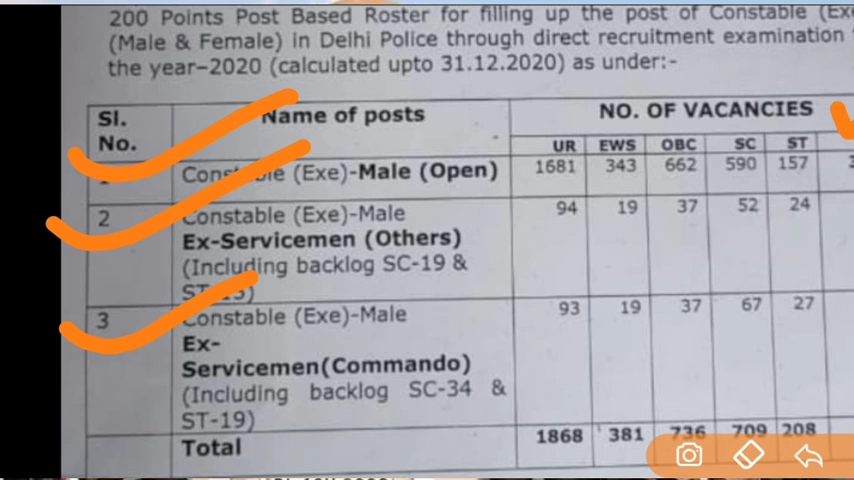 200 Points Post Based Roster for filling up the post of Constable
(Male & Female) in Delhi Police through direct recruitment examination
the year–2020 (calculated upto 31.12.2020) as under:-
Sl. No. Name of posts NO. OF VACANCIES
UR EWS OBC SC ST
(Exe)-Male (Open) 1681 343 662 590 157
2 Constable (Exe)-Male 94 19 37 52 24
Ex-Servicemen (Others)
(Including backlog SC-19 &
3 Constable (Exe)-Male 93 19 37 67 27
Ex-
Servicemen(Commando)
(Including backlog SC-34 &
ST-19)
Total 1868 381 736 709 208